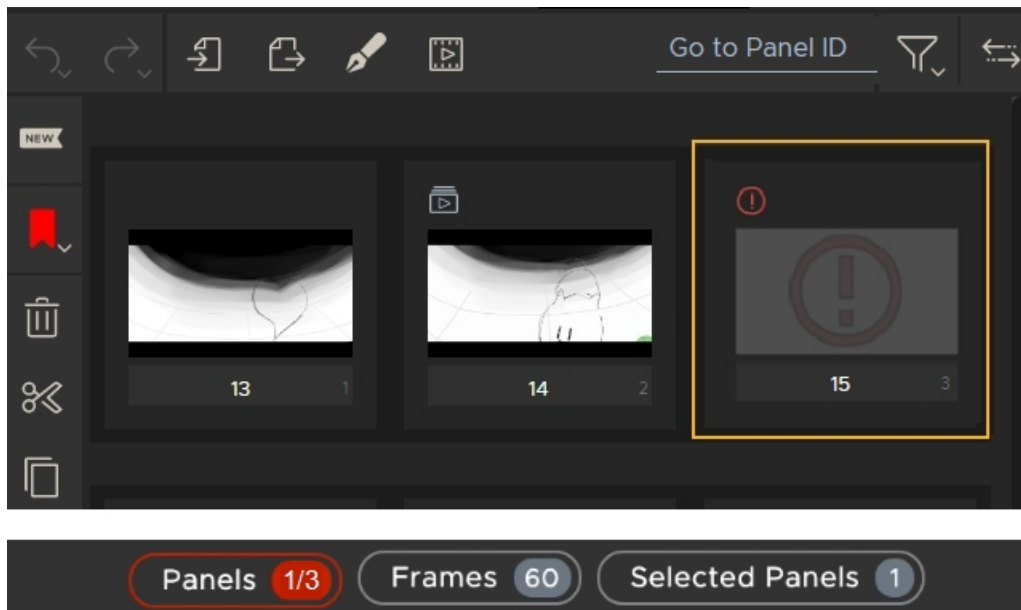 Go to Panel ID
NEW
13 1
14 2
15 3
Panels 1/3 Frames 60 Selected Panels 1